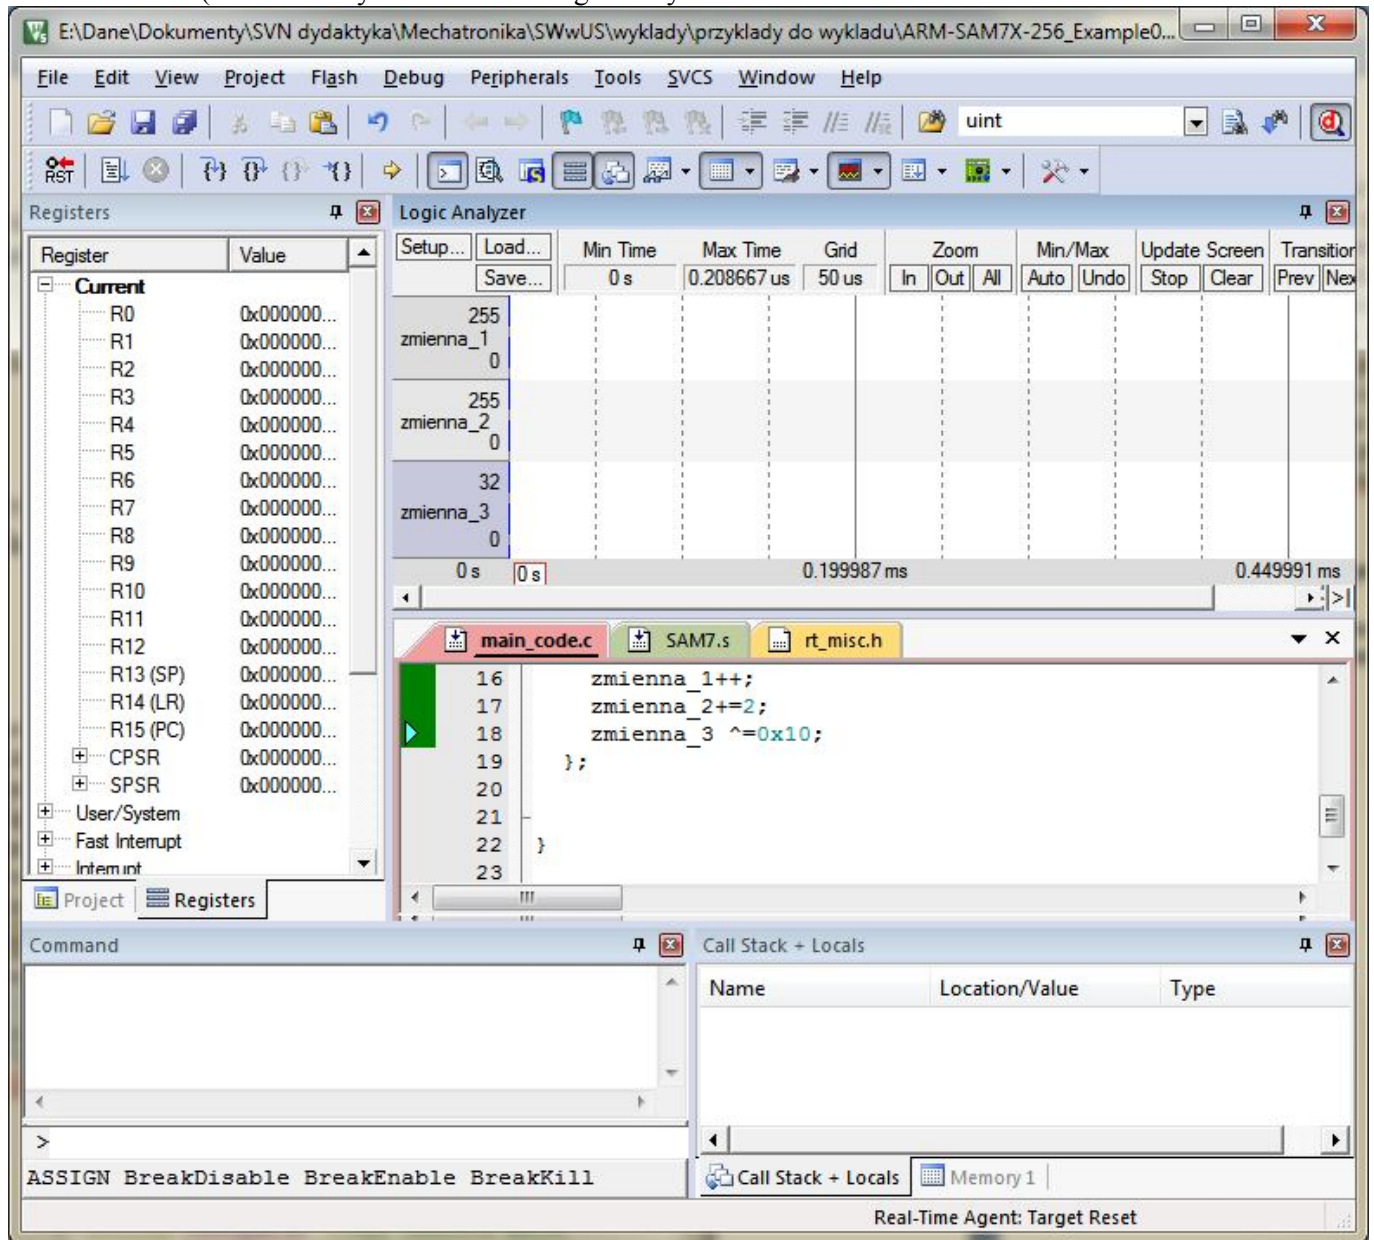 E:\Dane\Dokumenty\SVN dydaktyka\Mechatronika\SWwUS\wyklady\przyklady do wykladu\ARM-SAM7X-256_Example0...
File Edit View Project Flash Debug Peripherals Tools SVCS Window Help
uint
RST
Registers
Register Value
Current
R0 0x000000...
R1 0x000000...
R2 0x000000...
R3 0x000000...
R4 0x000000...
R5 0x000000...
R6 0x000000...
R7 0x000000...
R8 0x000000...
R9 0x000000...
R10 0x000000...
R11 0x000000...
R12 0x000000...
R13 (SP) 0x000000...
R14 (LR) 0x000000...
R15 (PC) 0x000000...
CPSR 0x000000...
SPSR 0x000000...
User/System
Fast Interrupt
Interrupt
Project Registers
Logic Analyzer
Setup... Load... Min Time Max Time Grid Zoom Min/Max Update Screen Transition
Save... 0 s 0.208667 us 50 us In Out All Auto Undo Stop Clear Prev Nex
255
zmienna_1
0
255
zmienna_2
0
32
zmienna_3
0
0 s 0 s 0.199987 ms 0.449991 ms
main_code.c SAM7.s rt_misc.h
16 zmienna_1++;
17 zmienna_2+=2;
18 zmienna_3 ^=0x10;
19 };
20
21
22 }
23
Command
>
ASSIGN BreakDisable BreakEnable BreakKill
Call Stack + Locals
Name Location/Value Type
Call Stack + Locals Memory 1
Real-Time Agent: Target Reset